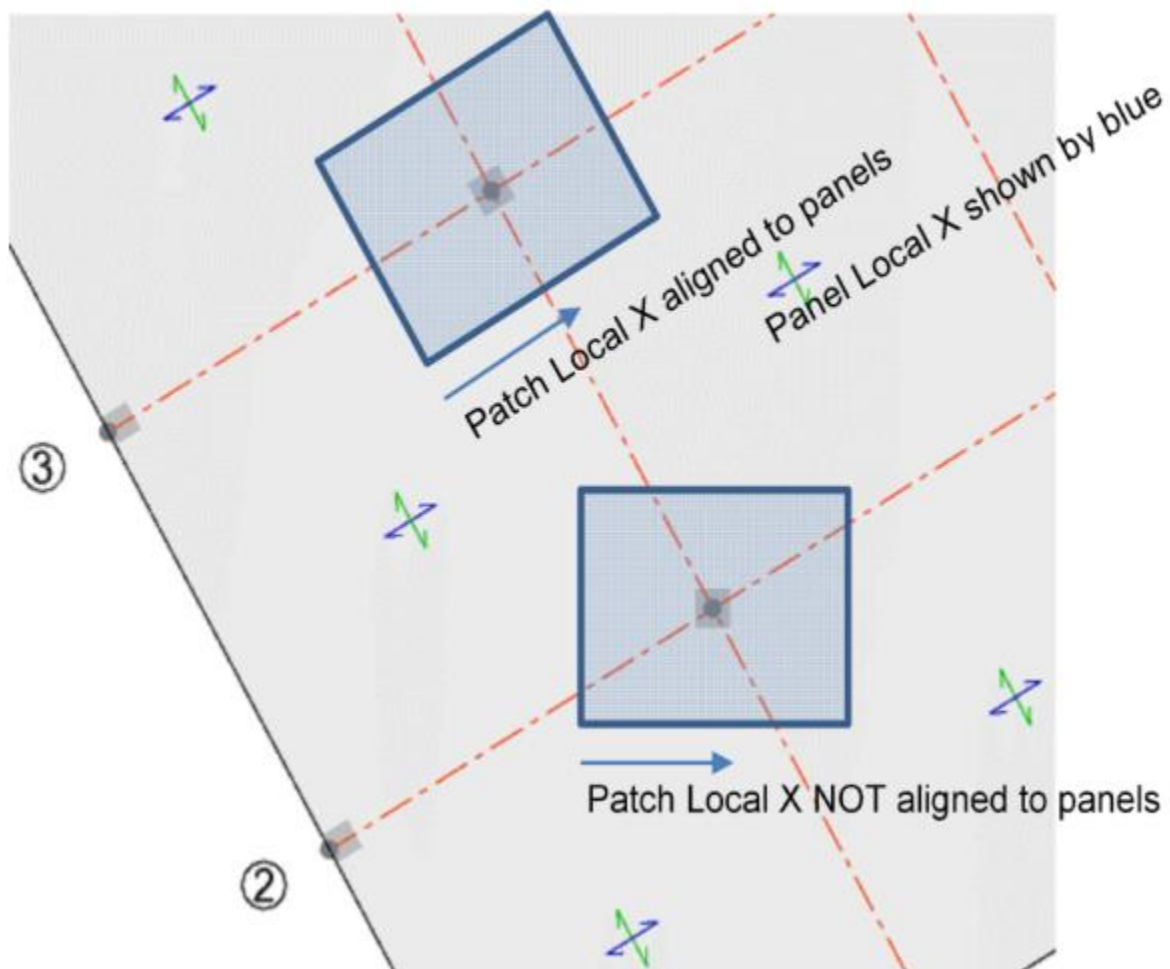 Panel Local X shown by blue
Patch Local X aligned to panels
3
Patch Local X NOT aligned to panels
2